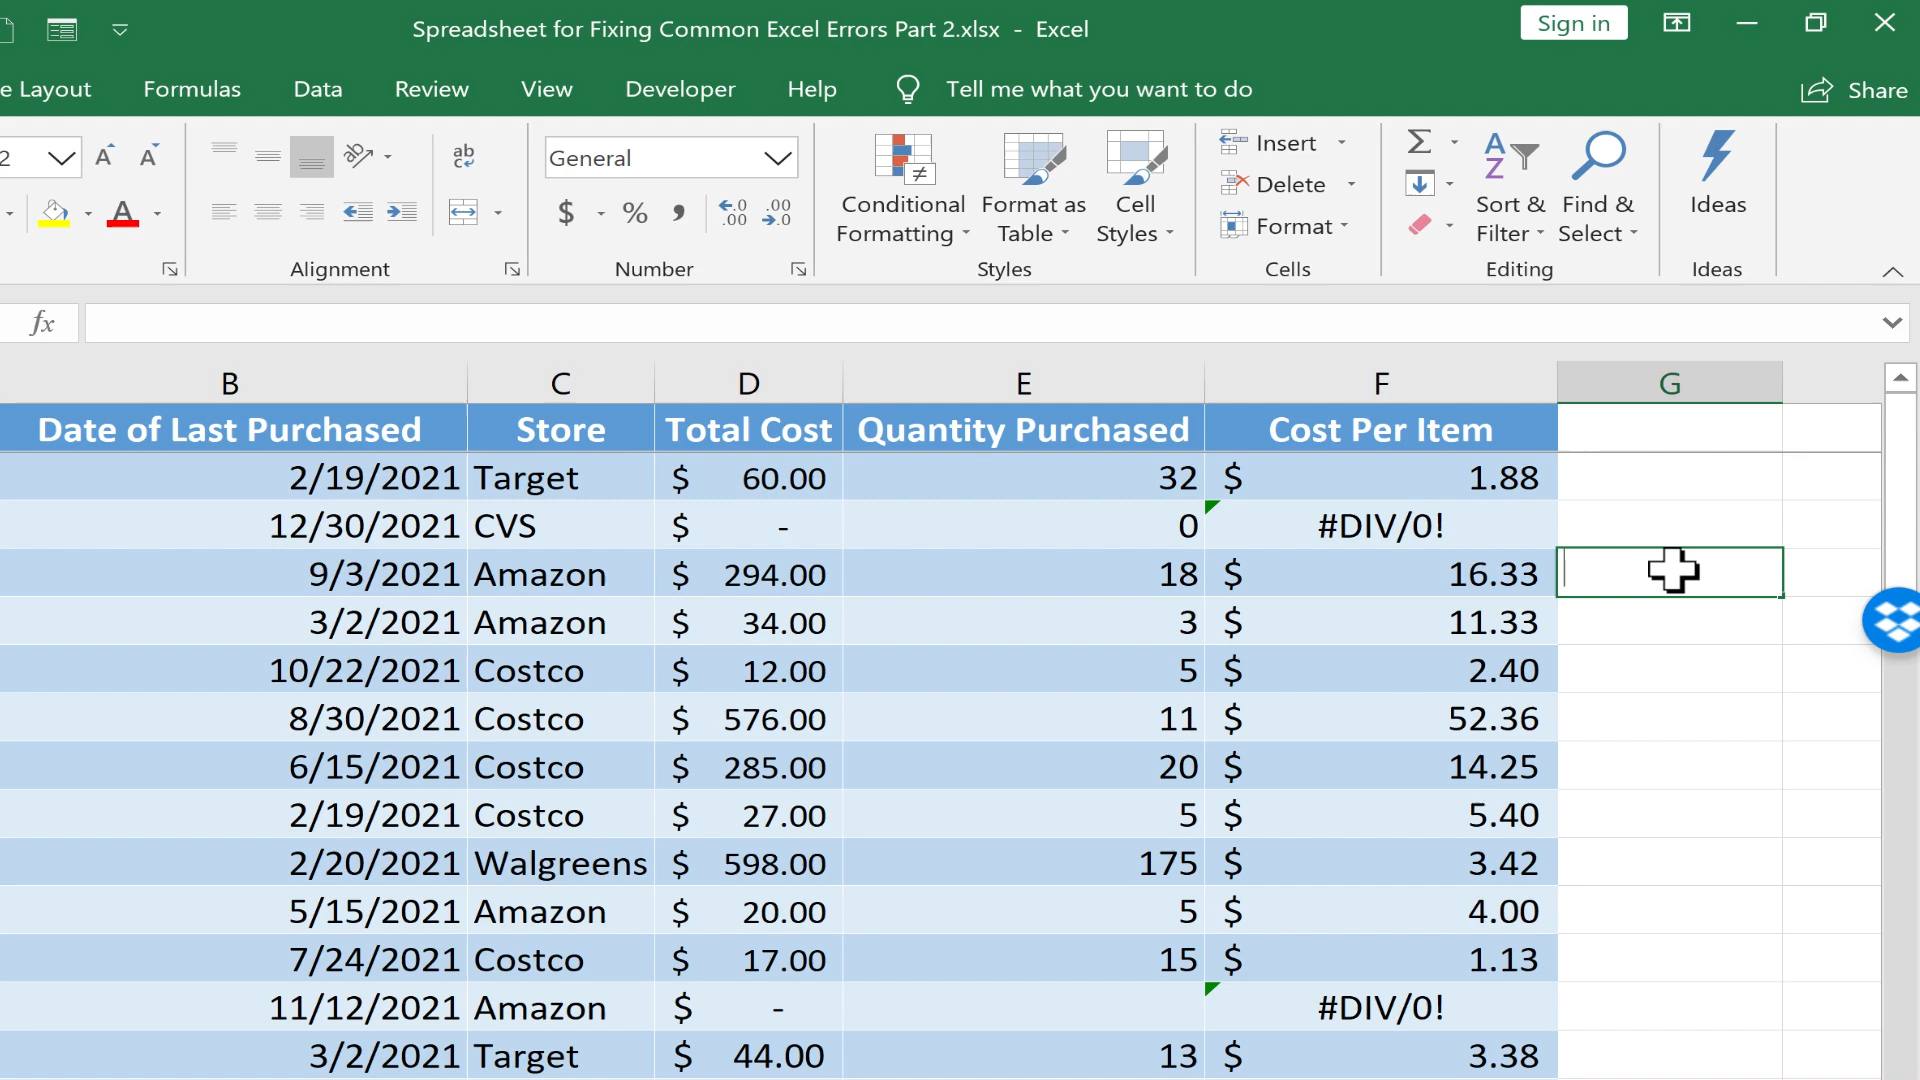 Spreadsheet for Fixing Common Excel Errors Part 2.xlsx - Excel
Sign in
e Layout Formulas Data Review View Developer Help Tell me what you want to do Share
2 A A ab c General Insert Σ A Z
$ % , .0 .00 .00 .0 Conditional Formatting Format as Table Cell Styles Delete Format Sort & Filter Find & Select Ideas
Alignment Number Styles Cells Editing Ideas
fx
B C D E F G
Date of Last Purchased Store Total Cost Quantity Purchased Cost Per Item
2/19/2021 Target $ 60.00 32 $ 1.88
12/30/2021 CVS $ - 0 #DIV/0!
9/3/2021 Amazon $ 294.00 18 $ 16.33
3/2/2021 Amazon $ 34.00 3 $ 11.33
10/22/2021 Costco $ 12.00 5 $ 2.40
8/30/2021 Costco $ 576.00 11 $ 52.36
6/15/2021 Costco $ 285.00 20 $ 14.25
2/19/2021 Costco $ 27.00 5 $ 5.40
2/20/2021 Walgreens $ 598.00 175 $ 3.42
5/15/2021 Amazon $ 20.00 5 $ 4.00
7/24/2021 Costco $ 17.00 15 $ 1.13
11/12/2021 Amazon $ - #DIV/0!
3/2/2021 Target $ 44.00 13 $ 3.38